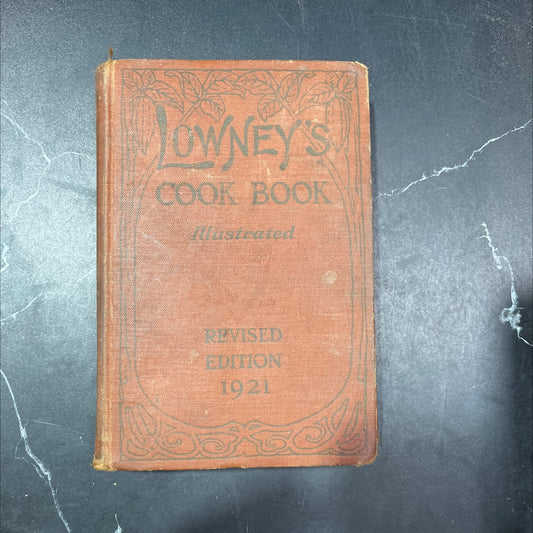 LOWNEY'S
COOK BOOK
Illustrated
REVISED
EDITION
1921